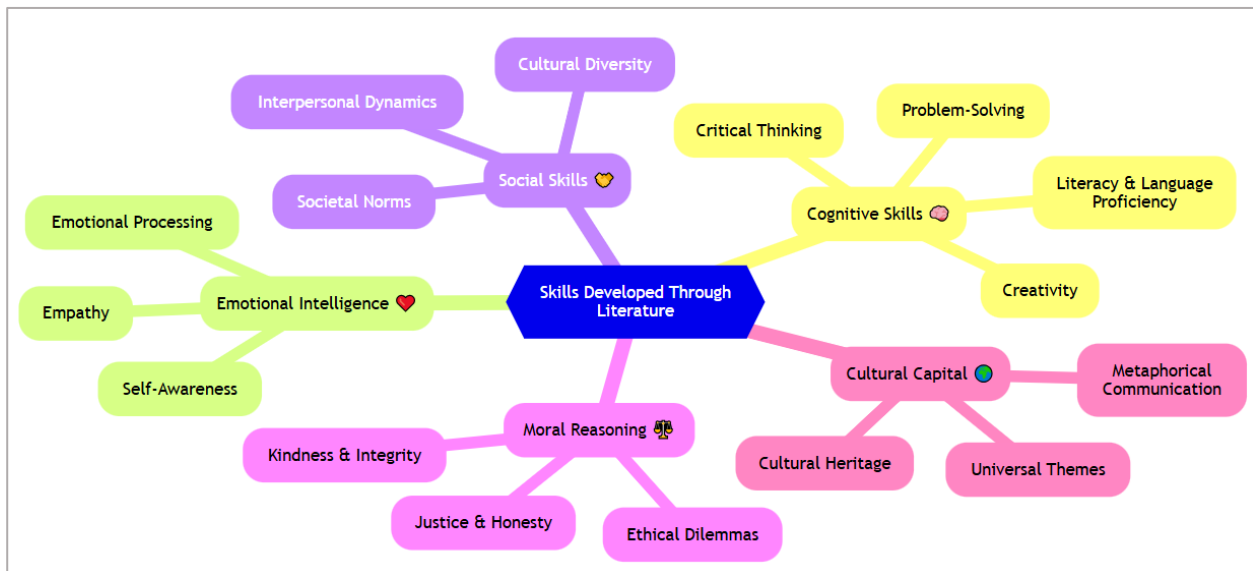 Skills Developed Through
Literature
Social Skills
Cultural Diversity
Interpersonal Dynamics
Societal Norms
Cognitive Skills
Critical Thinking
Problem-Solving
Literacy & Language
Proficiency
Creativity
Emotional Intelligence
Emotional Processing
Empathy
Self-Awareness
Moral Reasoning
Kindness & Integrity
Justice & Honesty
Ethical Dilemmas
Cultural Capital
Metaphorical
Communication
Cultural Heritage
Universal Themes